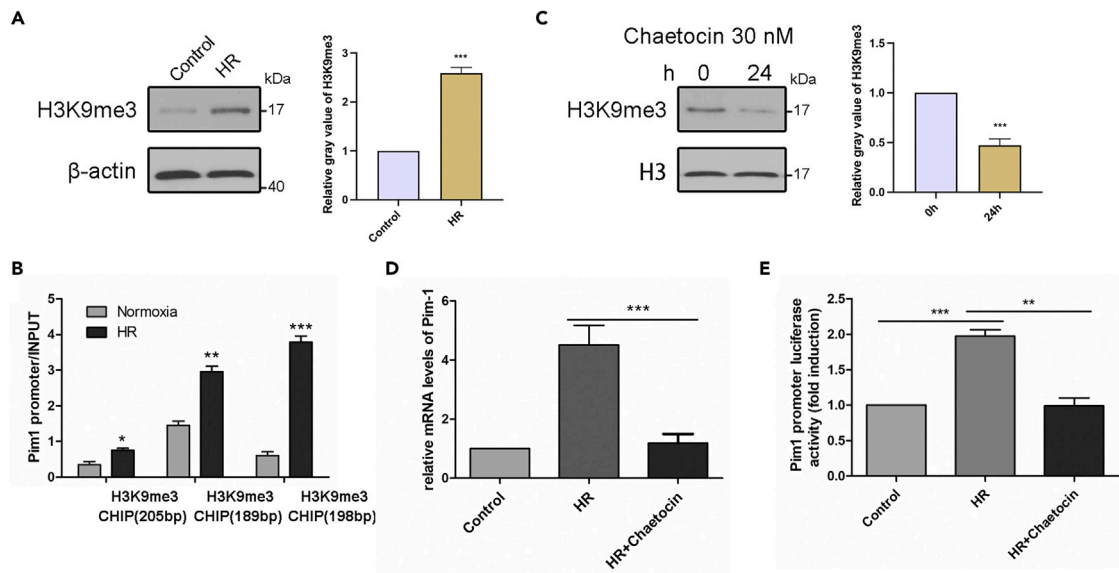 A
Control
HR
kDa
H3K9me3
-17
β-actin
-40
Relative gray value of H3K9me3
3
2
1
0
***
Control
HR
C
Chaetocin 30 nM
h 0 24 kDa
H3K9me3
-17
H3
-17
Relative gray value of H3K9me3
1.5
1.0
0.5
0.0
***
0h
24h
B
Pim1 promoter/INPUT
5
4
3
2
1
0
Normoxia
HR
*
**
***
H3K9me3 H3K9me3 H3K9me3
CHIP(205bp) CHIP(189bp) CHIP(198bp)
D
relative mRNA levels of Pim-1
6
4
2
0
***
Control
HR
HR+Chaetocin
E
Pim1 promoter luciferase
activity (fold induction)
2.5
2.0
1.5
1.0
0.5
0.0
***
**
Control
HR
HR+Chaetocin